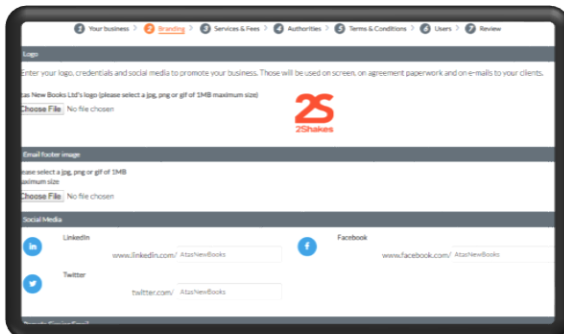 1 Your business > 2 Branding > 3 Services & Fees > 4 Authorities > 5 Terms & Conditions > 6 Users > 7 Review
Logo
Enter your logo, credentials and social media to promote your business. Those will be used on screen, on agreement paperwork and on e-mails to your clients.
tas New Books Ltd's logo (please select a jpg, png or gif of 1MB maximum size)
Choose File No file chosen
2S
2Shakes
Email footer image
ease select a jpg, png or gif of 1MB
aximum size
Choose File No file chosen
Social Media
in
LinkedIn
www.linkedin.com/ AtasNewBooks
f
Facebook
www.facebook.com/ AtasNewBooks
Twitter
twitter.com/ AtasNewBooks